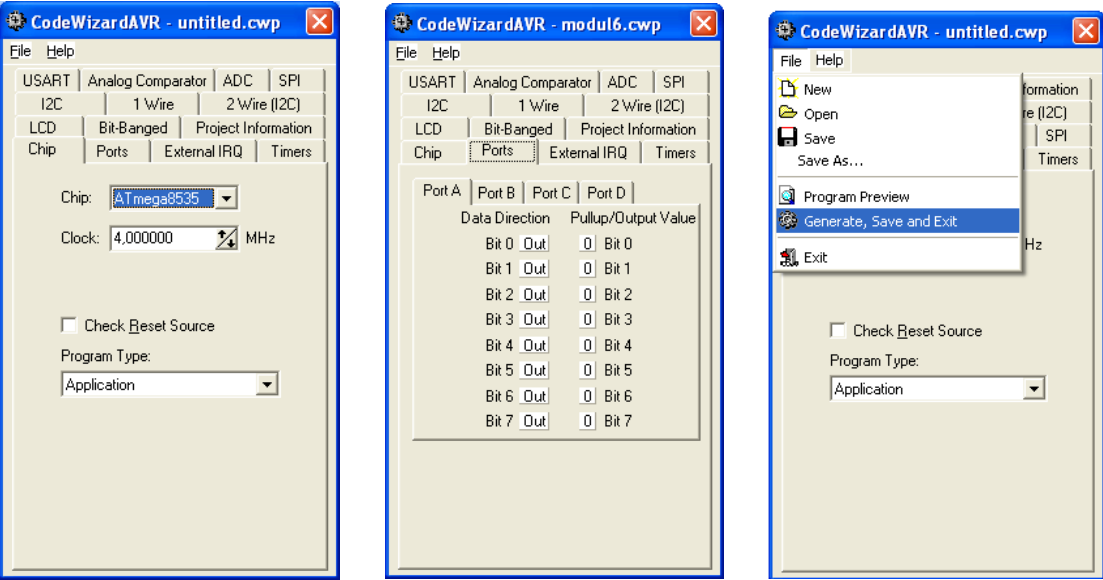 CodeWizardAVR - untitled.cwp
File Help
USART Analog Comparator ADC SPI
I2C 1 Wire 2 Wire (I2C)
LCD Bit-Banged Project Information
Chip Ports External IRQ Timers
Chip: ATmega8535
Clock: 4,000000 MHz
Check Reset Source
Program Type:
Application
CodeWizardAVR - modul6.cwp
File Help
USART Analog Comparator ADC SPI
I2C 1 Wire 2 Wire (I2C)
LCD Bit-Banged Project Information
Chip Ports External IRQ Timers
Port A Port B Port C Port D
Data Direction Pullup/Output Value
Bit 0 Out 0 Bit 0
Bit 1 Out 0 Bit 1
Bit 2 Out 0 Bit 2
Bit 3 Out 0 Bit 3
Bit 4 Out 0 Bit 4
Bit 5 Out 0 Bit 5
Bit 6 Out 0 Bit 6
Bit 7 Out 0 Bit 7
CodeWizardAVR - untitled.cwp
File Help
New
formation
Open
re (I2C)
Save
SPI
Save As...
Timers
Program Preview
Generate, Save and Exit
Hz
Exit
Check Reset Source
Program Type:
Application